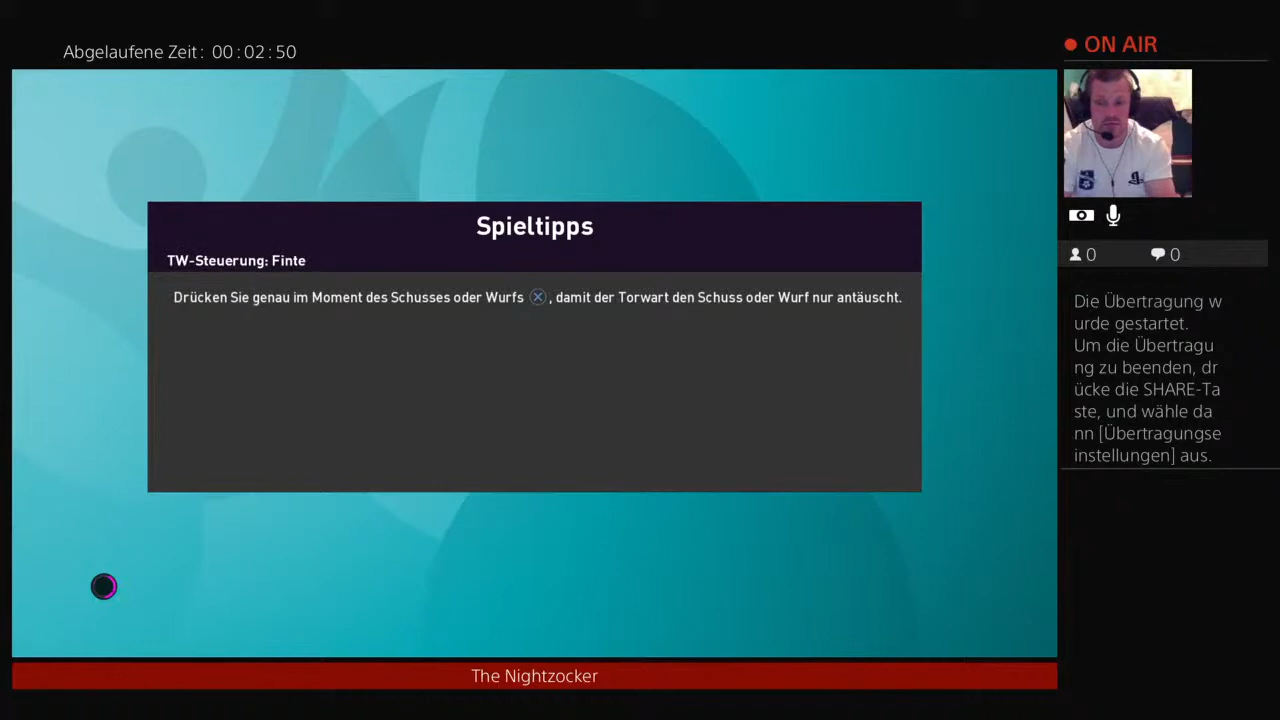 Abgelaufene Zeit: 00:02:50
ON AIR
Spieltipps
TW-Steuerung: Finte
Drücken Sie genau im Moment des Schusses oder Wurfs ⓧ, damit der Torwart den Schuss oder Wurf nur antäuscht.
0 0
Die Übertragung w
urde gestartet.
Um die Übertragu
ng zu beenden, dr
ücke die SHARE-Ta
ste, und wähle da
nn [Übertragungse
instellungen] aus.
The Nightzocker